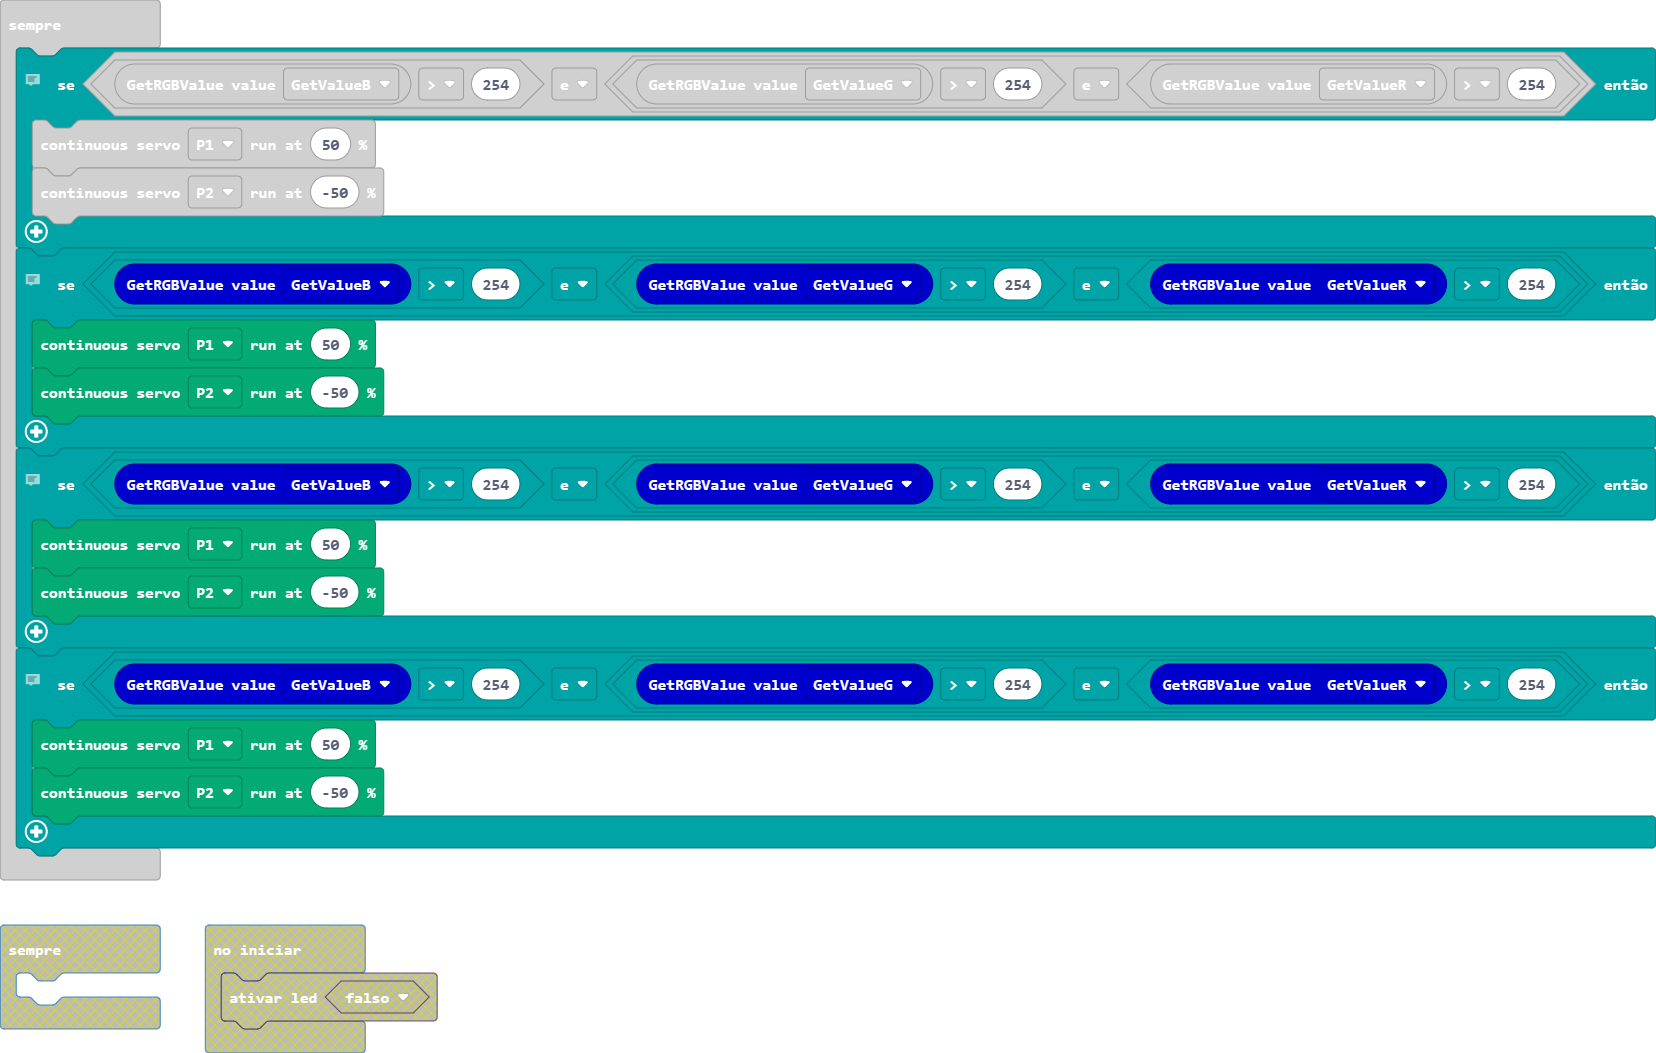 sempre
se GetRGBValue value GetValueB > 254 e GetRGBValue value GetValueG > 254 e GetRGBValue value GetValueR > 254 então
continuous servo P1 run at 50 %
continuous servo P2 run at -50 %
se GetRGBValue value GetValueB > 254 e GetRGBValue value GetValueG > 254 e GetRGBValue value GetValueR > 254 então
continuous servo P1 run at 50 %
continuous servo P2 run at -50 %
se GetRGBValue value GetValueB > 254 e GetRGBValue value GetValueG > 254 e GetRGBValue value GetValueR > 254 então
continuous servo P1 run at 50 %
continuous servo P2 run at -50 %
se GetRGBValue value GetValueB > 254 e GetRGBValue value GetValueG > 254 e GetRGBValue value GetValueR > 254 então
continuous servo P1 run at 50 %
continuous servo P2 run at -50 %
sempre
no iniciar
ativar led falso